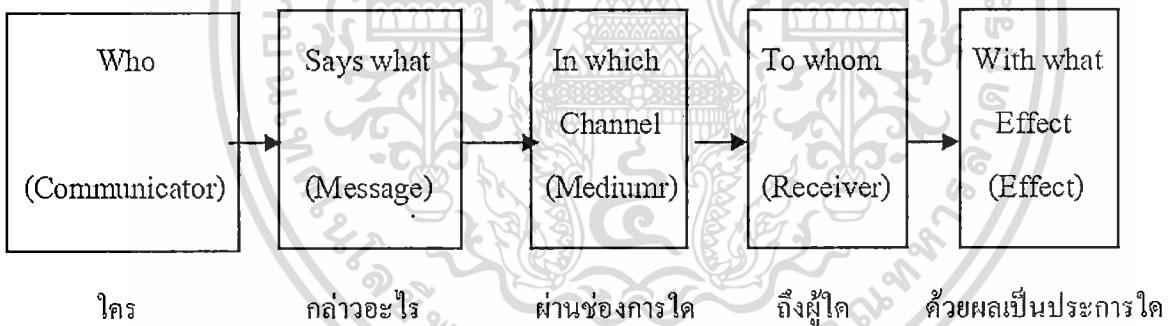 Who
(Communicator)
Says what
(Message)
In which
Channel
(Mediumr)
To whom
(Receiver)
With what
Effect
(Effect)
ใคร
กล่าวอะไร
ผ่านช่องการใด
ถึงผู้ใด
ด้วยผลเป็นประการใด